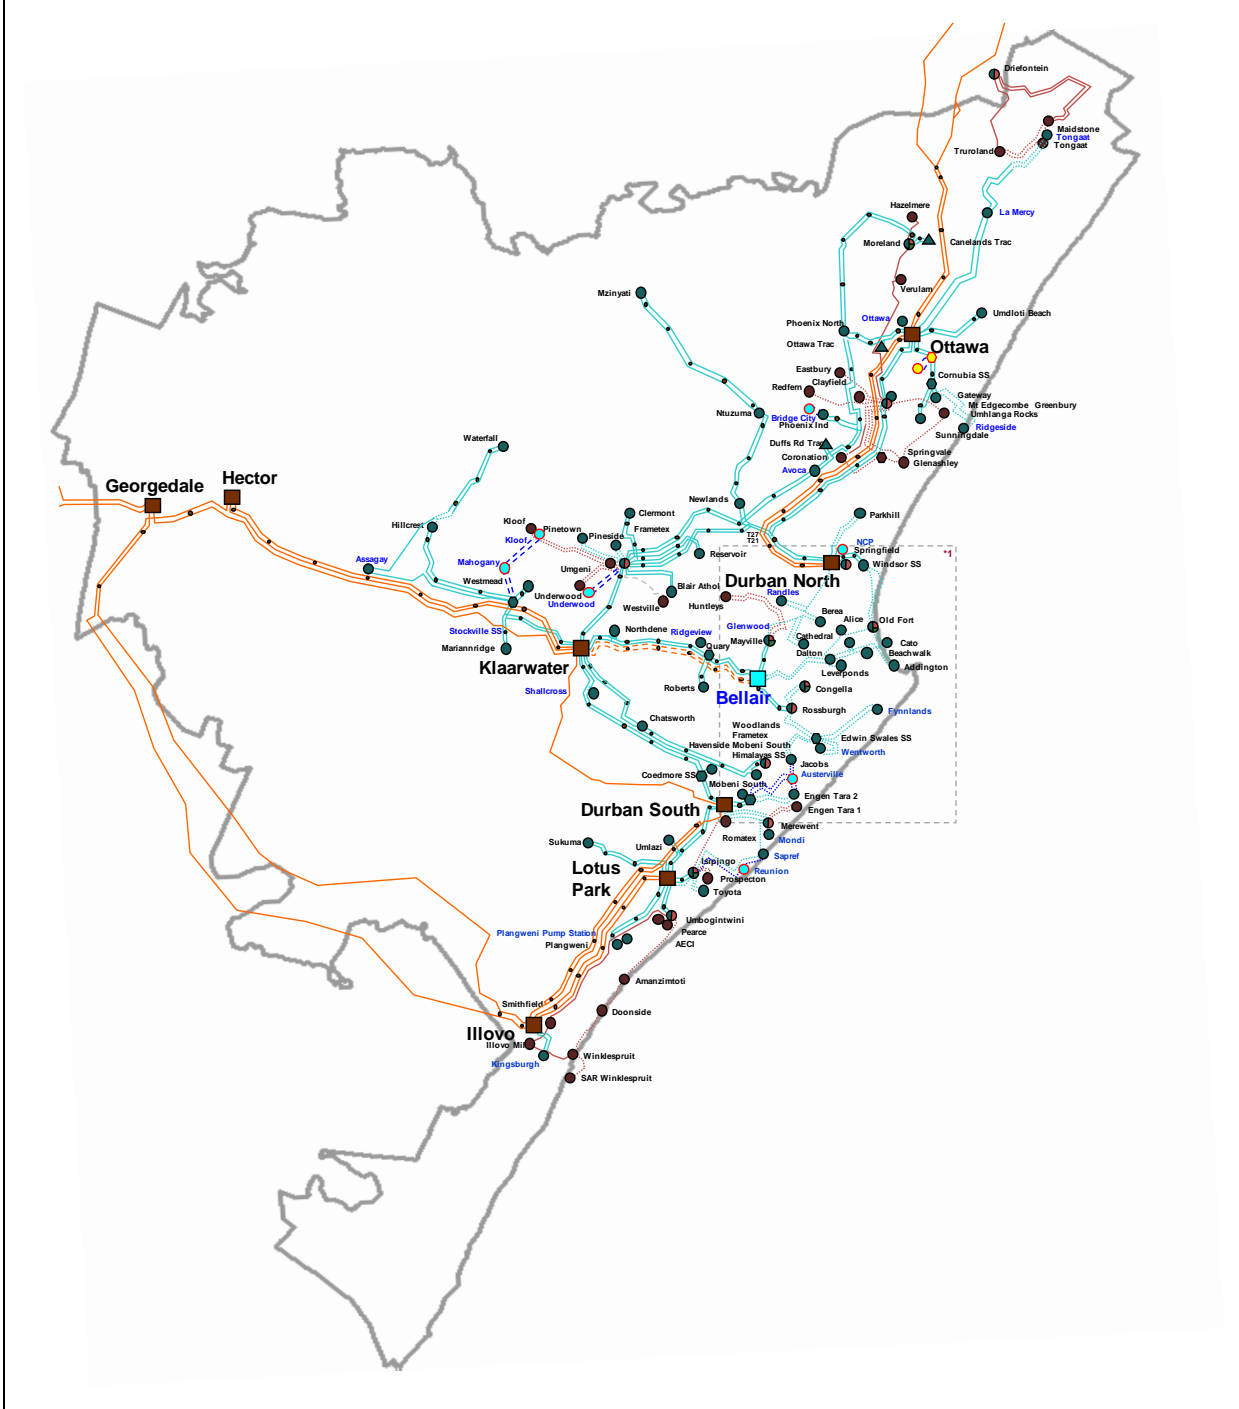 Driefontein
Maidstone
Tongaat
Tongaat
Truroland
Hazelmere
La Mercy
Moreland
Canelands Trac
Verulam
Mzinyati
Umdloti Beach
Ottawa
Phoenix North
Ottawa Trac
Ottawa
Eastbury
Clayfield
Redfern
Cornubia SS
Gateway
Mt Edgecombe Greenbury
Umhlanga Rocks
Ntuzuma
Bridge City
Phoenix Ind
Ridgeside
Sunningdale
Waterfall
Duffs Rd Trac
Coronation
Springvale
Glenashley
Avoca
Georgedale
Hector
Newlands
Clermont
Parkhill
Hillcrest
Kloof
Pinetown
Frametex
Kloof
Pineside
T27
T21
NCP
Springfield
*1
Reservoir
Assagay
Mahogany
Umgeni
Windsor SS
Durban North
Westmead
Underwood
Underwood
Blair Athol
Randles
Westville
Huntleys
Berea
Alice
Old Fort
Stockville SS
Northdene
Ridgeview
Glenwood
Mayville
Cathedral
Cato
Mariannridge
Quary
Dalton
Beachwalk
Klaarwater
Leverponds
Addington
Shallcross
Roberts
Bellair
Congella
Rossburgh
Fynnlands
Chatsworth
Woodlands
Frametex
Edwin Swales SS
Havenside Mobeni South
Himalayas SS
Wentworth
Jacobs
Coedmore SS
Austerville
Mobeni South
Engen Tara 2
Durban South
Engen Tara 1
Merewent
Romatex
Mondi
Sukuma
Umlazi
Sapref
Lotus
Park
Isipingo
Reunion
Prospecton
Toyota
Umbogintwini
Plangweni Pump Station
Pearce
Plangweni
AECI
Amanzimtoti
Smithfield
Doonside
Illovo
Illovo Mill
Winklespruit
Kingsburgh
SAR Winklespruit